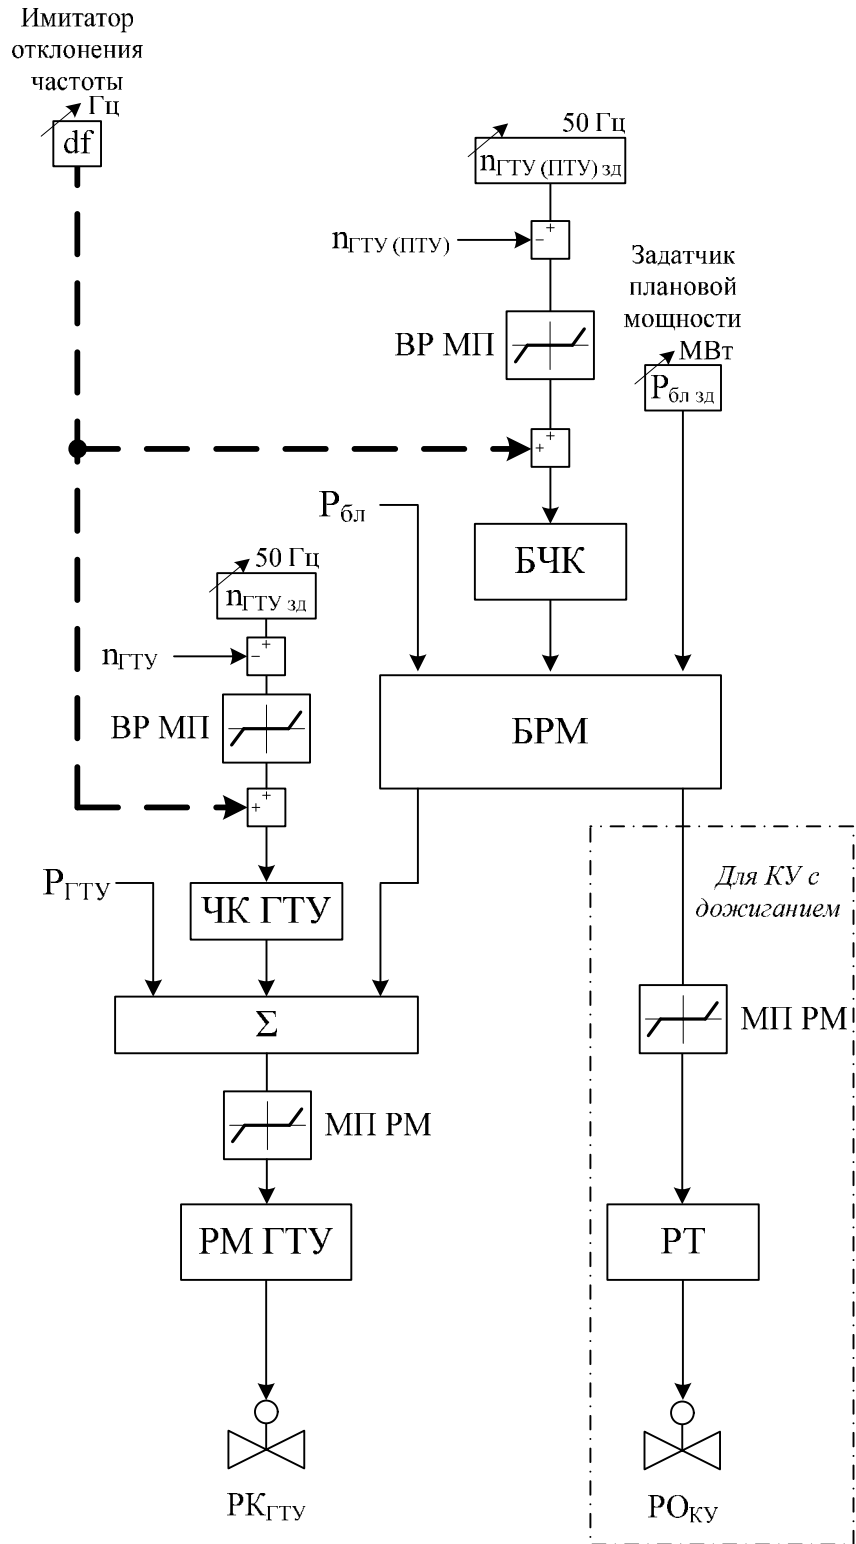 Имитатор
отклонения
частоты
Гц
df
50 Гц
nГТУ (ПТУ) зд
nГТУ (ПТУ)
- +
Задатчик
плановой
мощности
МВт
Pбл зд
ВР МП
+ +
Pбл
БЧК
50 Гц
nГТУ зд
nГТУ
- +
ВР МП
БРМ
+ +
PГТУ
ЧК ГТУ
Для КУ с
дожиганием
Σ
МП РМ
МП РМ
РМ ГТУ
РТ
РКГТУ
РОКУ